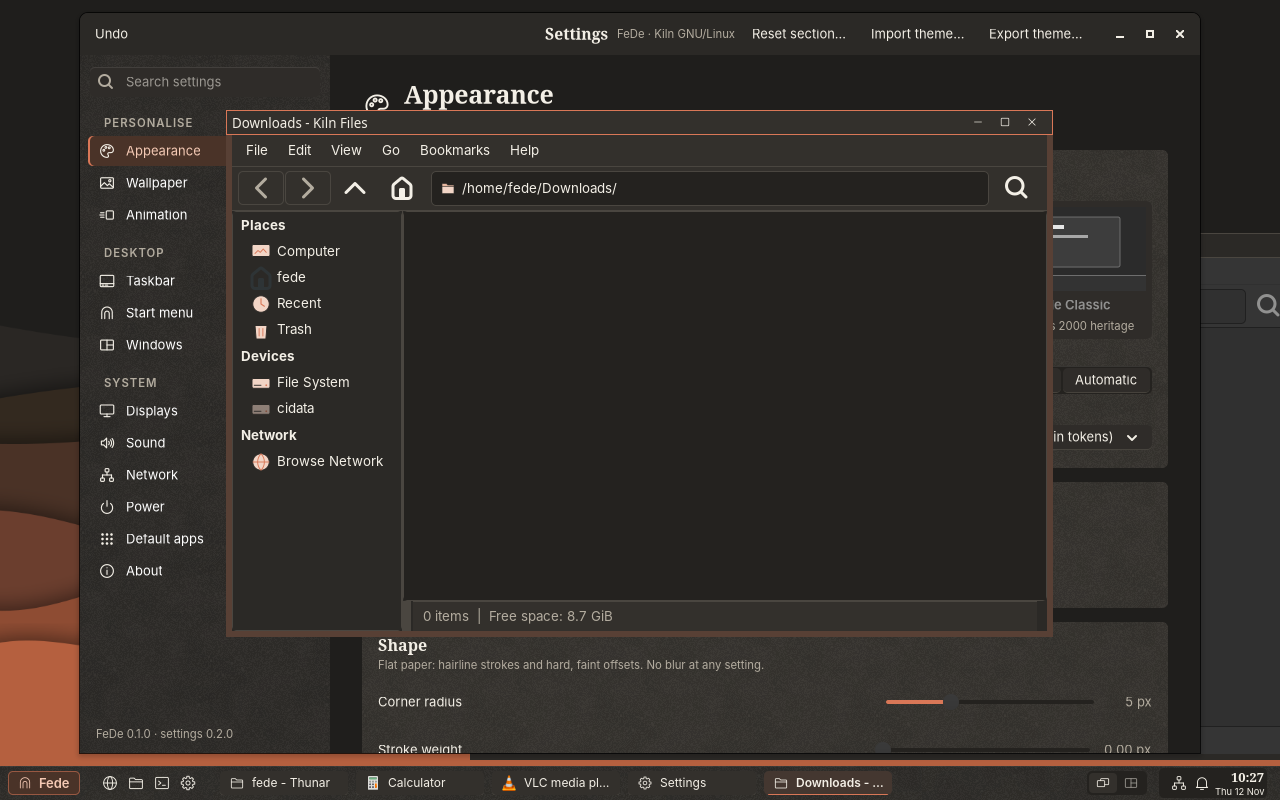 Undo
Settings FeDe · Kiln GNU/Linux Reset section... Import theme... Export theme...
Search settings
Appearance
PERSONALISE
Appearance
Wallpaper
Animation
DESKTOP
Taskbar
Start menu
Windows
SYSTEM
Displays
Sound
Network
Power
Default apps
About
FeDe 0.1.0 · settings 0.2.0
Downloads - Kiln Files
File Edit View Go Bookmarks Help
/home/fede/Downloads/
Places
Computer
fede
Recent
Trash
Devices
File System
cidata
Network
Browse Network
0 items | Free space: 8.7 GiB
Classic
2000 heritage
Automatic
in tokens)
Shape
Flat paper: hairline strokes and hard, faint offsets. No blur at any setting.
Corner radius 5 px
Stroke weight 0.00 px
Fede fede - Thunar Calculator VLC media pl... Settings Downloads - ... 10:27
Thu 12 Nov